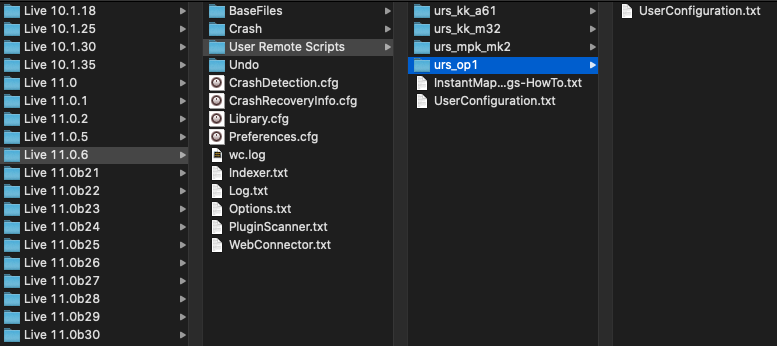 Live 10.1.18
Live 10.1.25
Live 10.1.30
Live 10.1.35
Live 11.0
Live 11.0.1
Live 11.0.2
Live 11.0.5
Live 11.0.6
Live 11.0b21
Live 11.0b22
Live 11.0b23
Live 11.0b24
Live 11.0b25
Live 11.0b26
Live 11.0b27
Live 11.0b28
Live 11.0b29
Live 11.0b30
BaseFiles
Crash
User Remote Scripts
Undo
CrashDetection.cfg
CrashRecoveryInfo.cfg
Library.cfg
Preferences.cfg
wc.log
Indexer.txt
Log.txt
Options.txt
PluginScanner.txt
WebConnector.txt
urs_kk_a61
urs_kk_m32
urs_mpk_mk2
urs_op1
InstantMap...gs-HowTo.txt
UserConfiguration.txt
UserConfiguration.txt